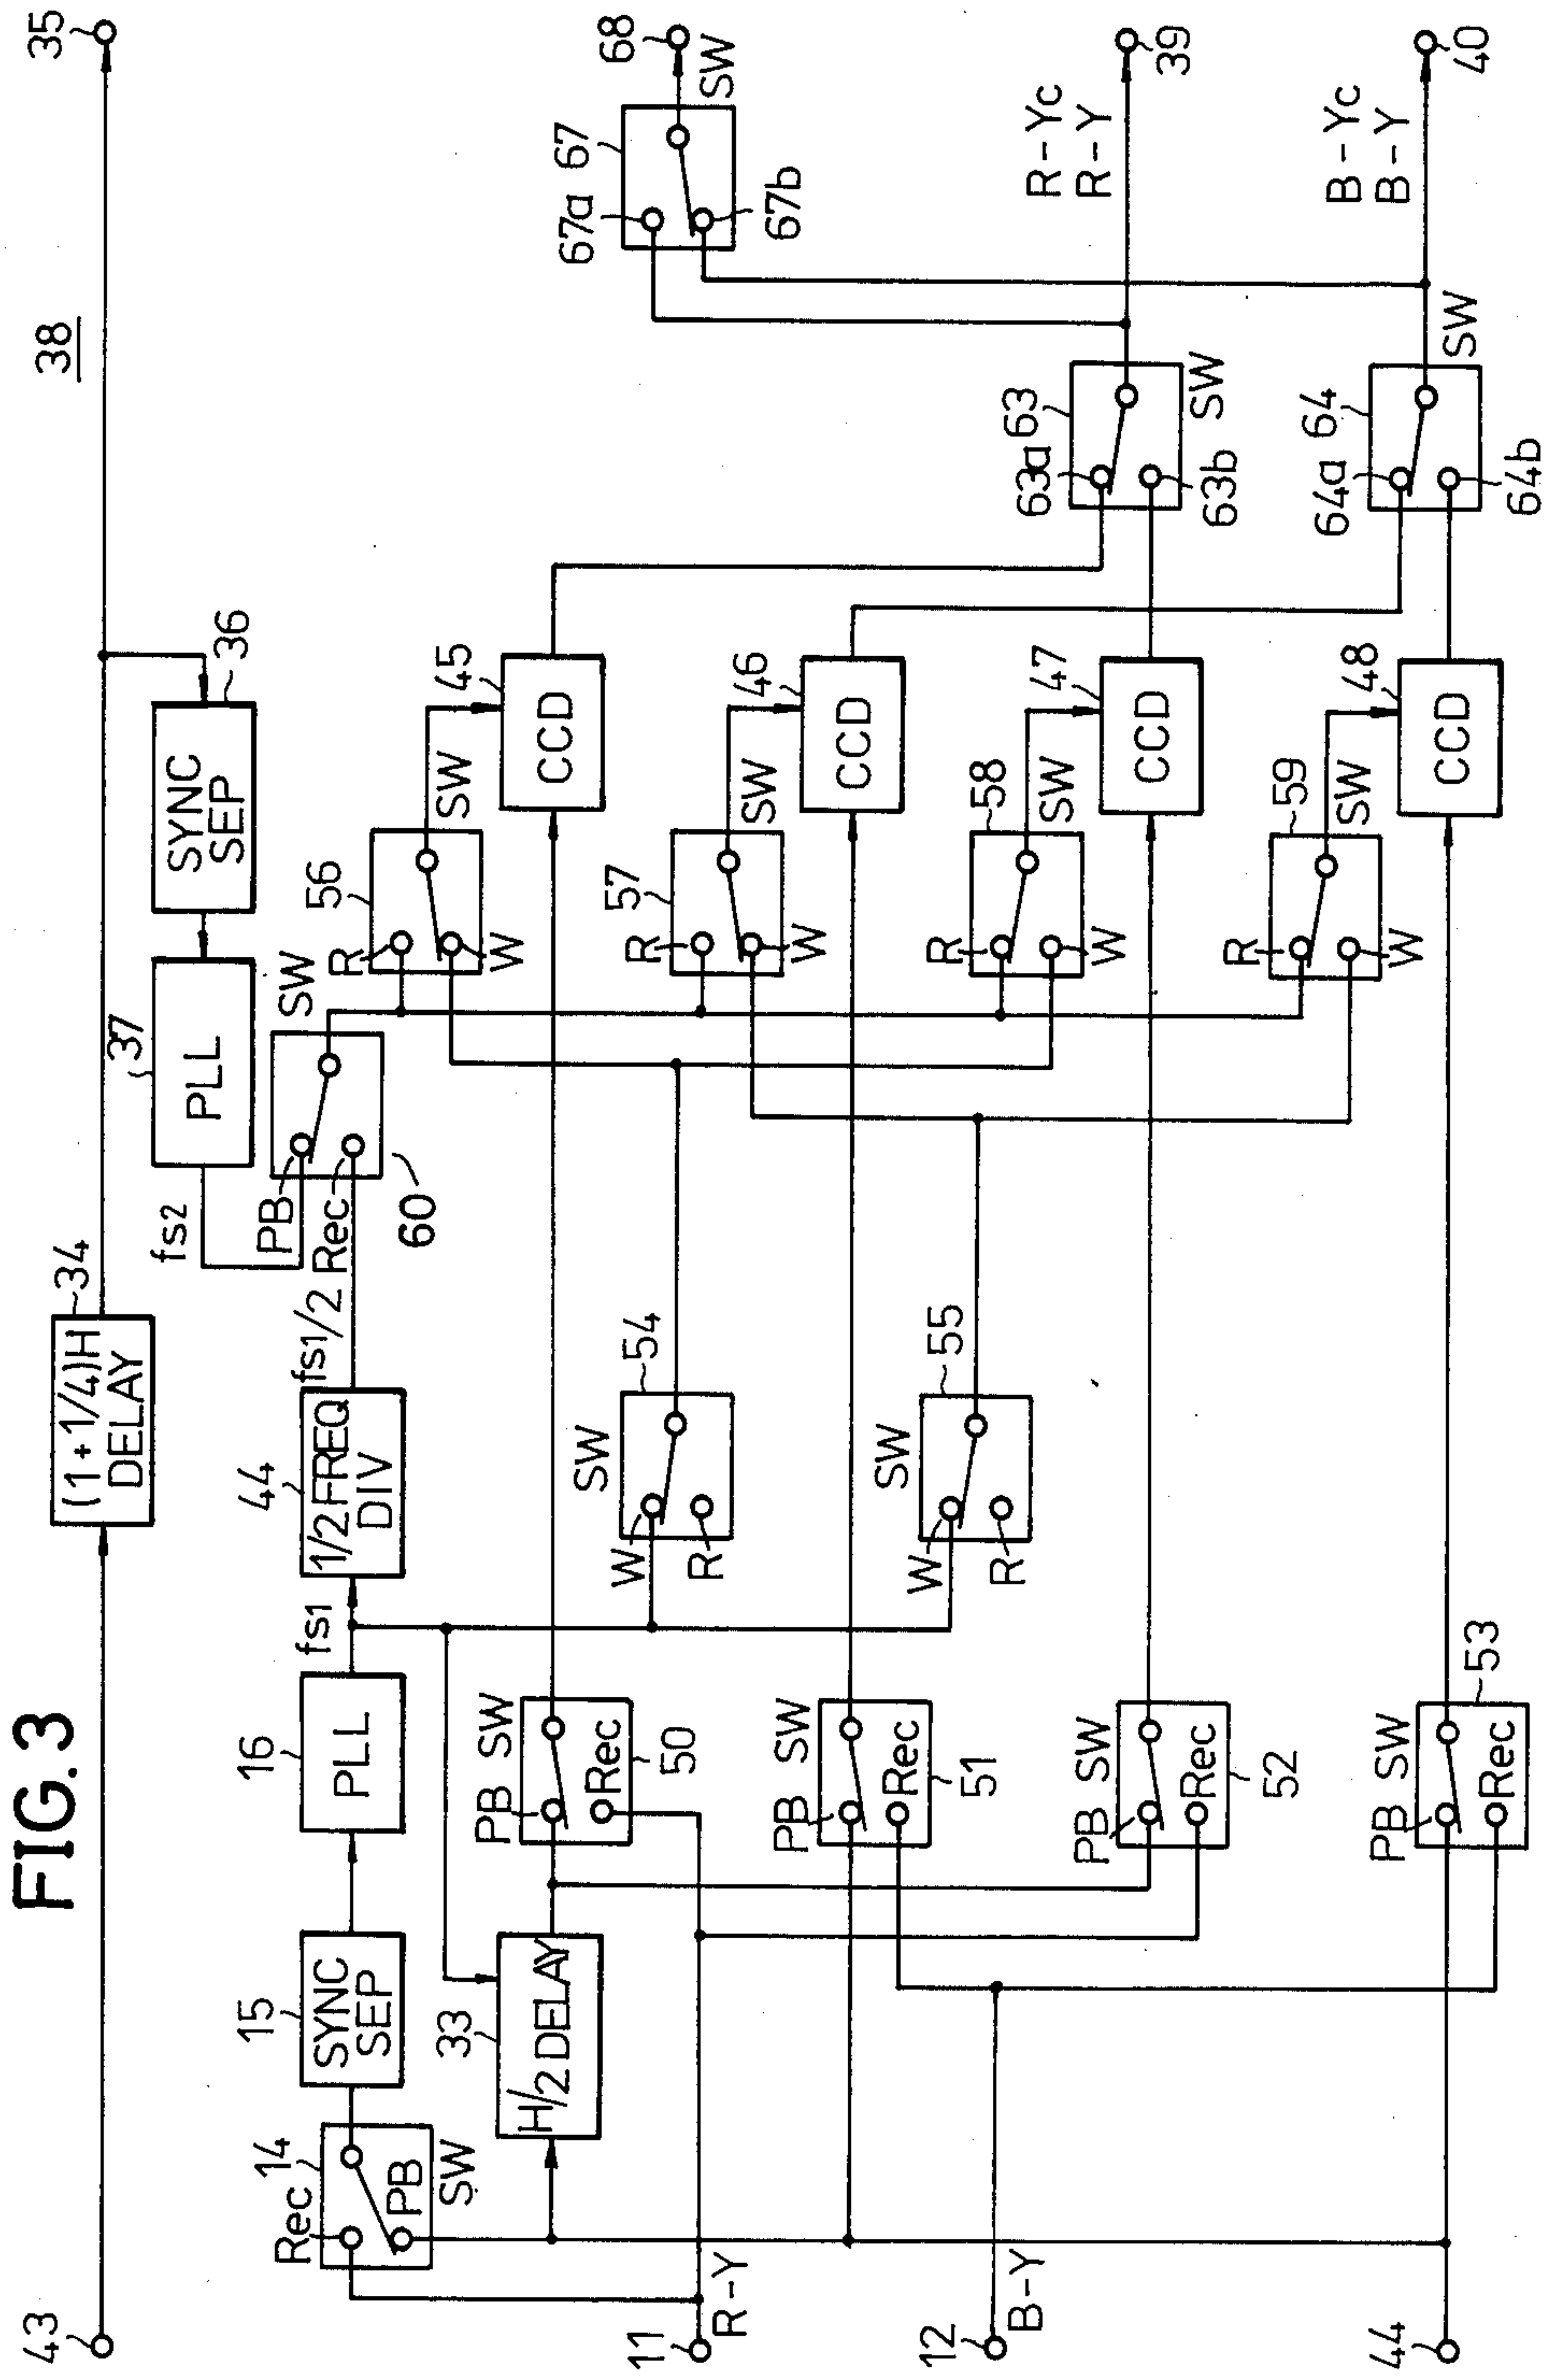 FIG. 3
38
43
(1+1/4)H
DELAY
34
35
SYNC
SEP
36
PLL
37
fs2
Rec
14
PB
SW
SYNC
SEP
15
PLL
16
fs1
1/2 FREQ
DIV
44
fs1/2
PB
Rec
SW
60
H/2 DELAY
33
PB
SW
Rec
50
SW
W
R
54
R
W
56
SW
CCD
45
67a
67
67b
SW
68
11
R-Y
PB
SW
Rec
51
SW
W
R
55
R
W
57
SW
CCD
46
12
B-Y
PB
SW
Rec
52
R
W
58
SW
CCD
47
63a
63
63b
SW
R-Yc
R-Y
39
44
PB
SW
Rec
53
R
W
59
SW
CCD
48
64a
64
64b
SW
B-Yc
B-Y
40